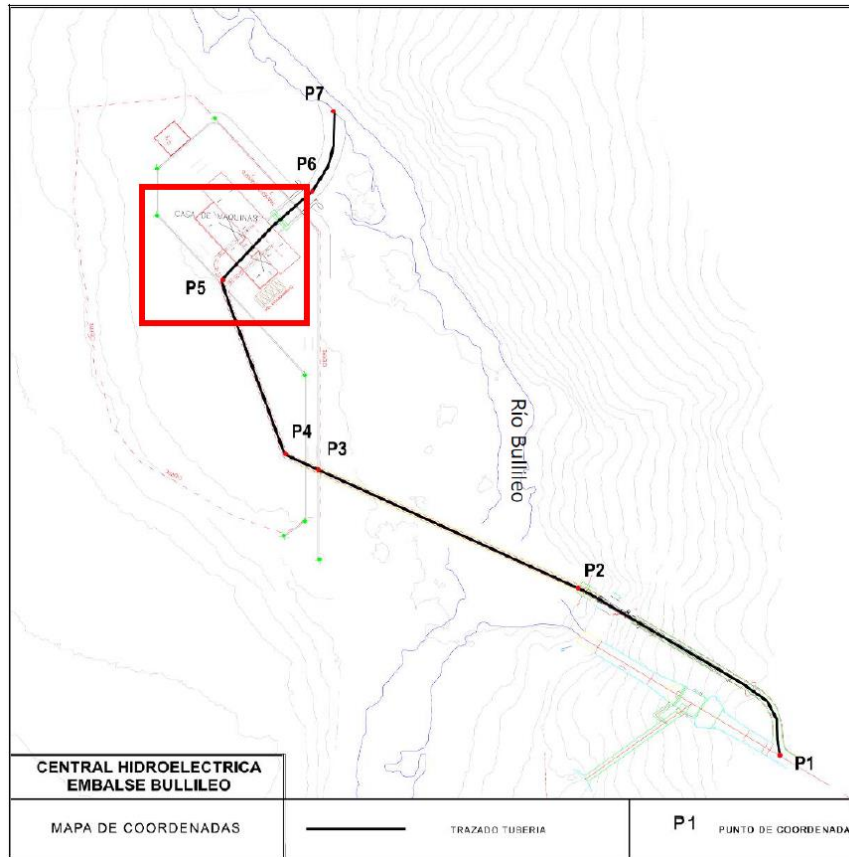 P7
P6
CASA DE MAQUINAS
P5
P4
P3
Río Bullileo
P2
P1
CENTRAL HIDROELECTRICA
EMBALSE BULLILEO
MAPA DE COORDENADAS
TRAZADO TUBERIA
P1 PUNTO DE COORDENADA